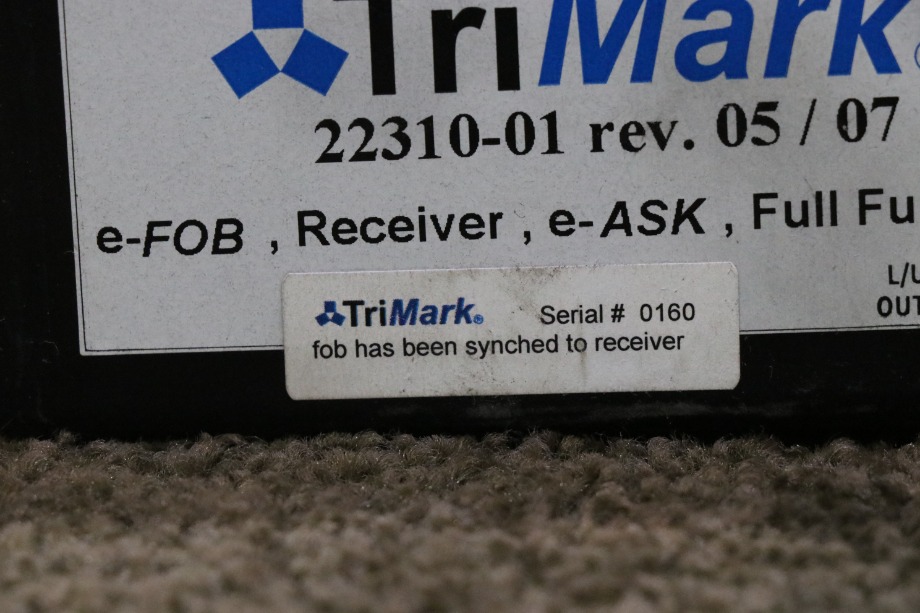 TriMark
22310-01 rev. 05 / 07
e-FOB , Receiver , e-ASK , Full Fu
L/U
OUT
TriMark®
Serial # 0160
fob has been synched to receiver